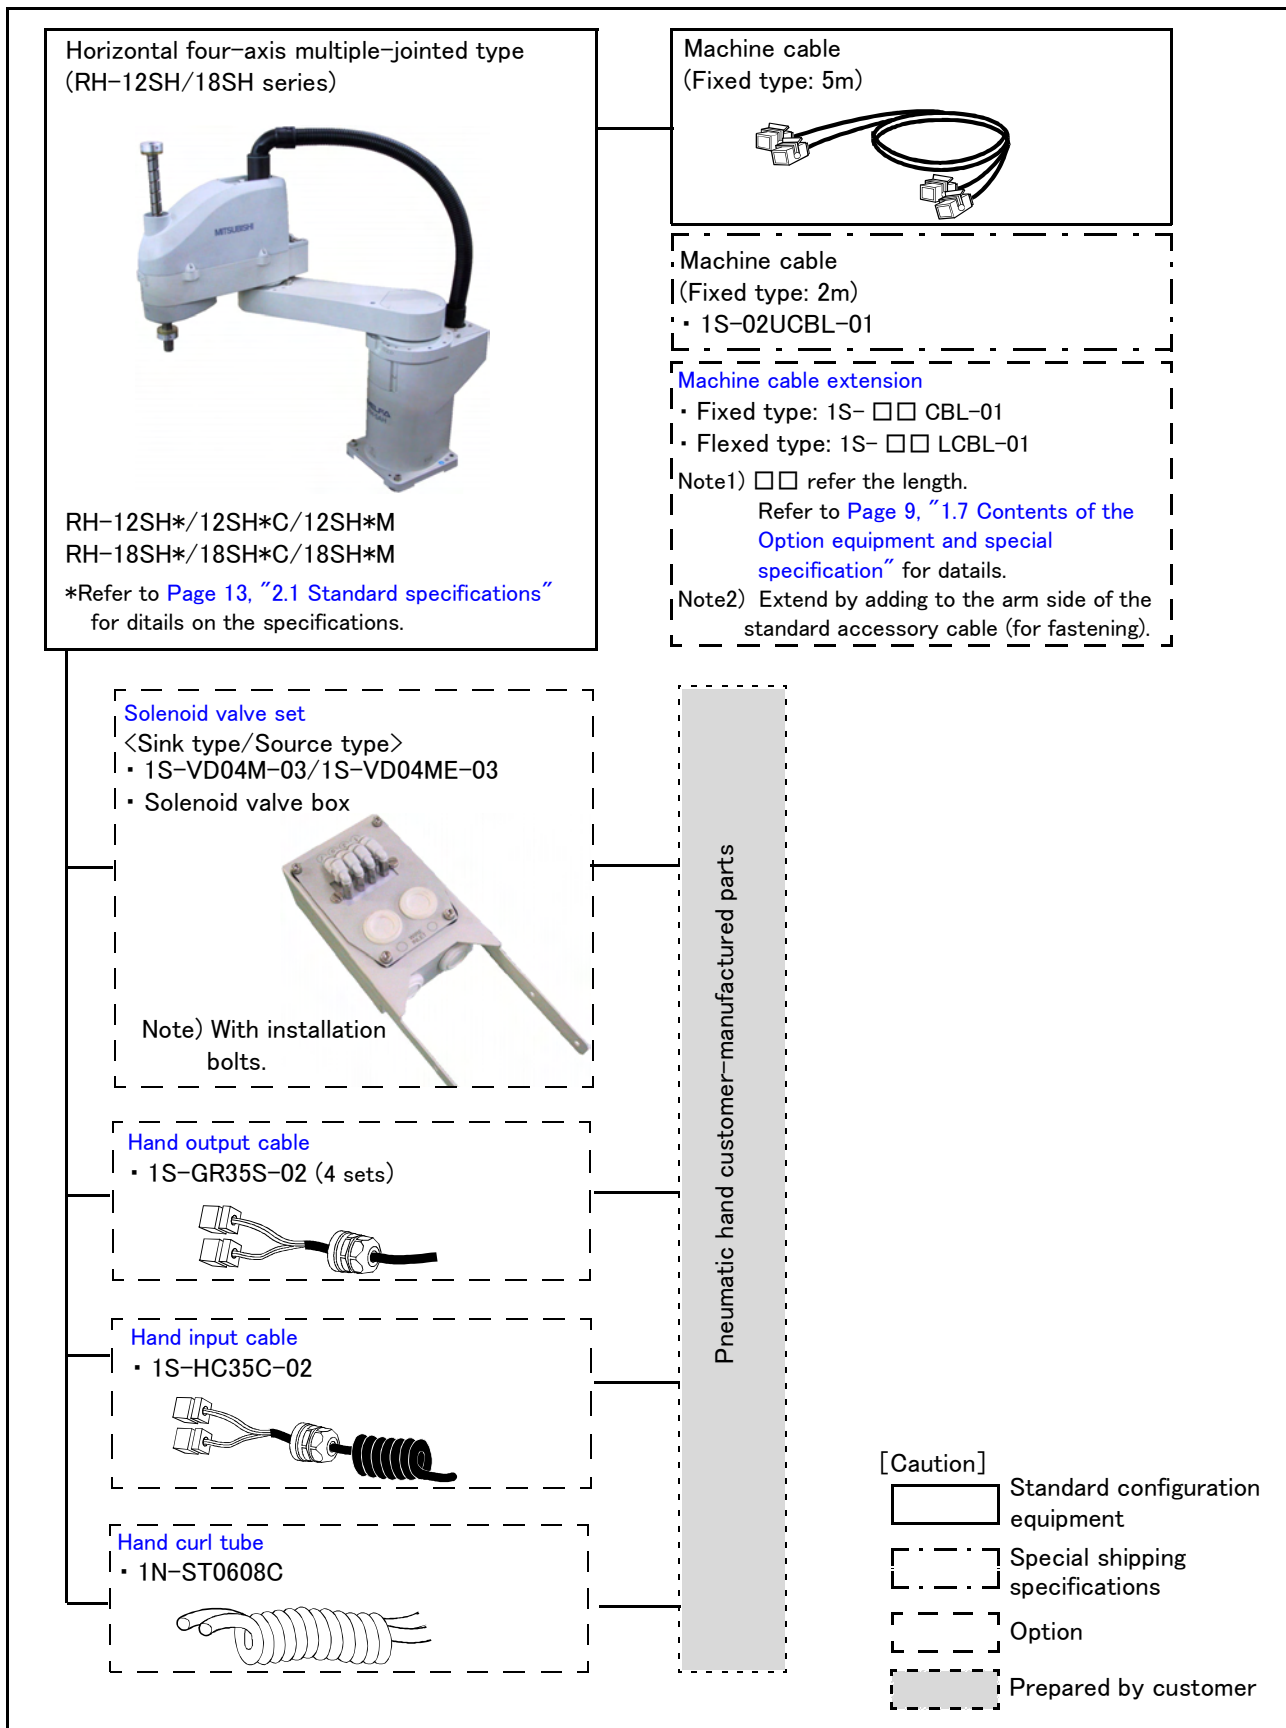 Horizontal four-axis multiple-jointed type
(RH-12SH/18SH series)
MITSUBISHI
RH-12SH*/12SH*C/12SH*M
RH-18SH*/18SH*C/18SH*M
*Refer to Page 13, "2.1 Standard specifications"
for ditails on the specifications.
Machine cable
(Fixed type: 5m)
Machine cable
(Fixed type: 2m)
・1S-02UCBL-01
Machine cable extension
・Fixed type: 1S- □□ CBL-01
・Flexed type: 1S- □□ LCBL-01
Note1) □□ refer the length.
Refer to Page 9, "1.7 Contents of the
Option equipment and special
specification" for datails.
Note2) Extend by adding to the arm side of the
standard accessory cable (for fastening).
Solenoid valve set
<Sink type/Source type>
・1S-VD04M-03/1S-VD04ME-03
・Solenoid valve box
Note) With installation
bolts.
Hand output cable
・1S-GR35S-02 (4 sets)
Hand input cable
・1S-HC35C-02
Hand curl tube
・1N-ST0608C
Pneumatic hand customer-manufactured parts
[Caution]
Standard configuration
equipment
Special shipping
specifications
Option
Prepared by customer